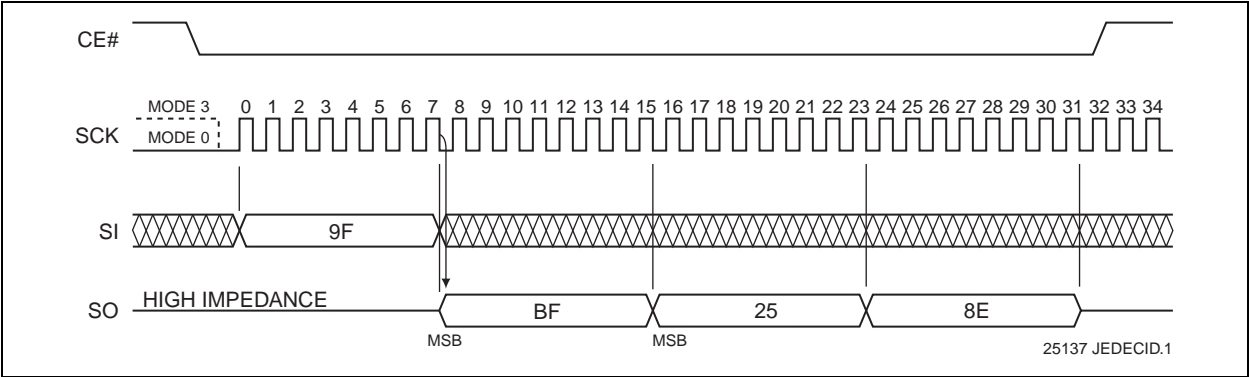 CE#
MODE 3 0 1 2 3 4 5 6 7 8 9 10 11 12 13 14 15 16 17 18 19 20 21 22 23 24 25 26 27 28 29 30 31 32 33 34
SCK MODE 0
SI 9F
SO HIGH IMPEDANCE BF 25 8E
MSB MSB
25137 JEDECID.1